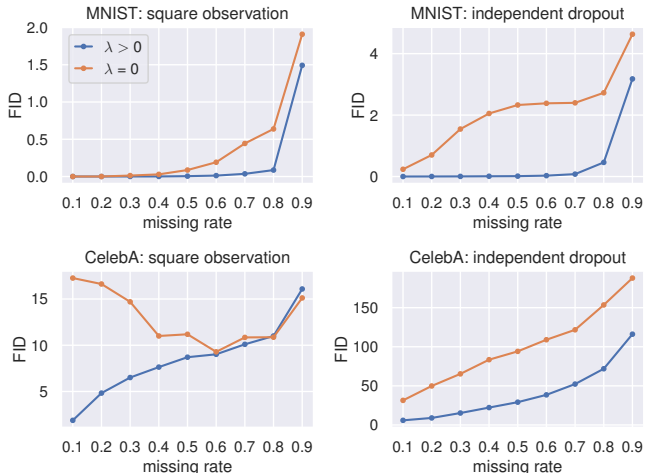 MNIST: square observation
2.0
1.5
1.0
0.5
0.0
FID
λ > 0
λ = 0
0.1 0.2 0.3 0.4 0.5 0.6 0.7 0.8 0.9
missing rate
MNIST: independent dropout
4
2
0
FID
0.1 0.2 0.3 0.4 0.5 0.6 0.7 0.8 0.9
missing rate
CelebA: square observation
15
10
5
FID
0.1 0.2 0.3 0.4 0.5 0.6 0.7 0.8 0.9
missing rate
CelebA: independent dropout
150
100
50
0
FID
0.1 0.2 0.3 0.4 0.5 0.6 0.7 0.8 0.9
missing rate